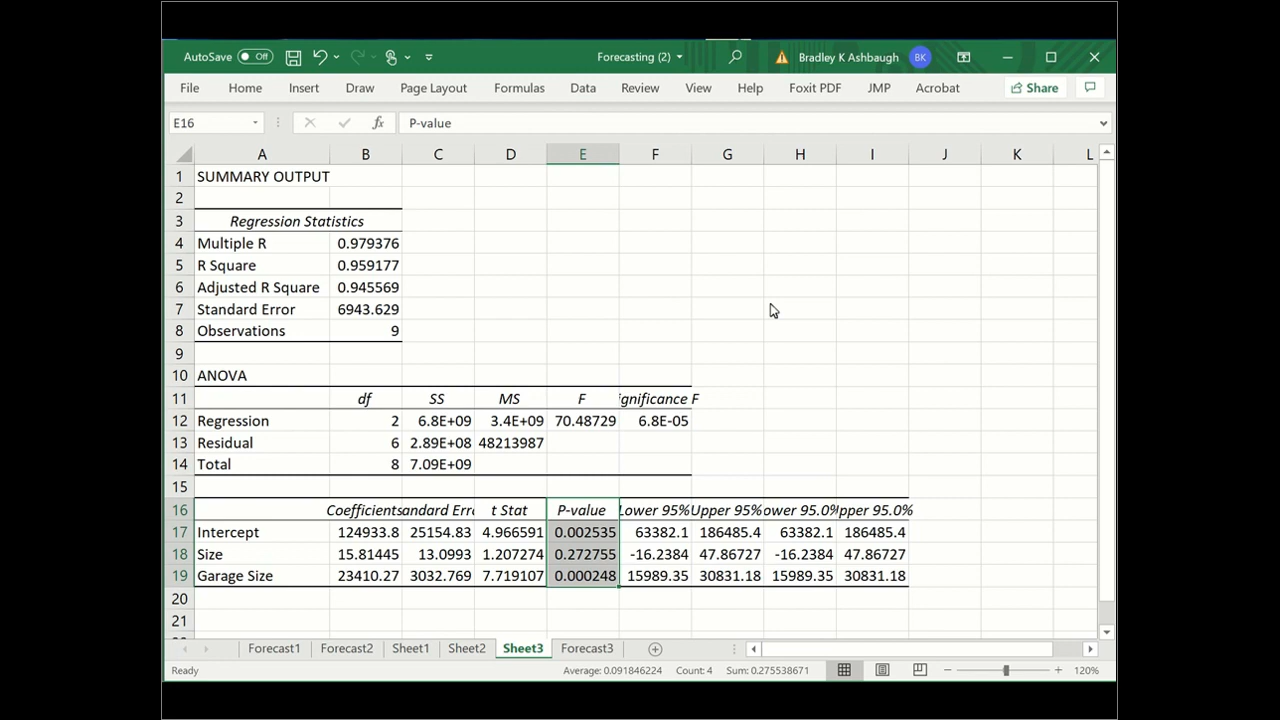 AutoSave Off Forecasting (2) Bradley K Ashbaugh BK
File Home Insert Draw Page Layout Formulas Data Review View Help Foxit PDF JMP Acrobat Share
E16 fx P-value
A B C D E F G H I J K L
1 SUMMARY OUTPUT
2
3 Regression Statistics
4 Multiple R 0.979376
5 R Square 0.959177
6 Adjusted R Square 0.945569
7 Standard Error 6943.629
8 Observations 9
9
10 ANOVA
11 df SS MS F ignificance F
12 Regression 2 6.8E+09 3.4E+09 70.48729 6.8E-05
13 Residual 6 2.89E+08 48213987
14 Total 8 7.09E+09
15
16 Coefficients andard Erro t Stat P-value Lower 95% Upper 95% ower 95.0% pper 95.0%
17 Intercept 124933.8 25154.83 4.966591 0.002535 63382.1 186485.4 63382.1 186485.4
18 Size 15.81445 13.0993 1.207274 0.272755 -16.2384 47.86727 -16.2384 47.86727
19 Garage Size 23410.27 3032.769 7.719107 0.000248 15989.35 30831.18 15989.35 30831.18
20
21
Forecast1 Forecast2 Sheet1 Sheet2 Sheet3 Forecast3
Ready Average: 0.091846224 Count: 4 Sum: 0.275538671 120%